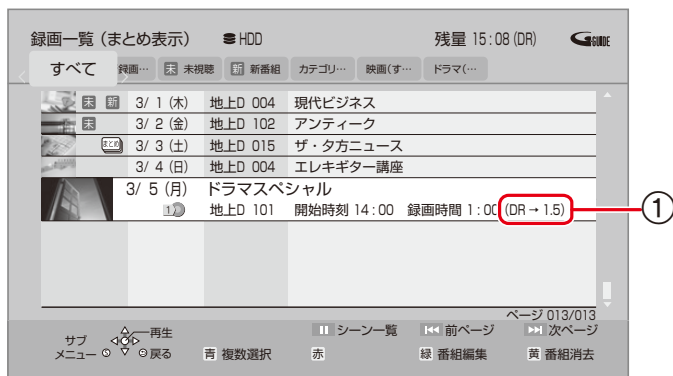 録画一覧（まとめ表示） HDD 残量 15:08 (DR) G GUIDE
すべて 録画… 未 未視聴 新 新番組 カテゴリ… 映画(す… ドラマ(…
未 新 3/ 1 (木) 地上D 004 現代ビジネス
未 3/ 2 (金) 地上D 102 アンティーク
まとめ 3/ 3 (土) 地上D 015 ザ・夕方ニュース
3/ 4 (日) 地上D 004 エレキギター講座
3/ 5 (月) ドラマスペシャル
1 地上D 101 開始時刻 14:00 録画時間 1:00 (DR → 1.5) ①
ページ 013/013
サブメニュー S 再生 戻る
シーン一覧 前ページ 次ページ
青 複数選択 赤 緑 番組編集 黄 番組消去